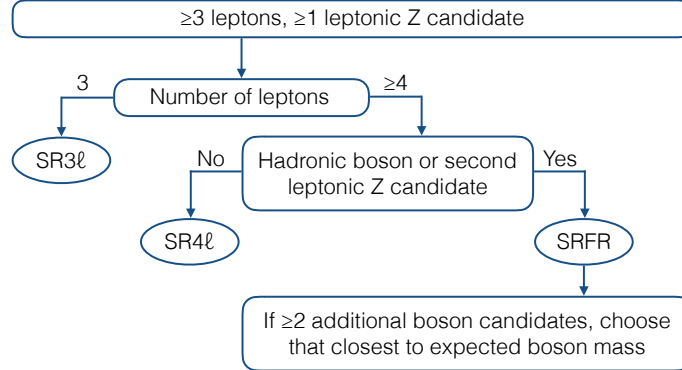 ≥3 leptons, ≥1 leptonic Z candidate
3
Number of leptons
≥4
SR3ℓ
No
Hadronic boson or second
leptonic Z candidate
Yes
SR4ℓ
SRFR
If ≥2 additional boson candidates, choose
that closest to expected boson mass